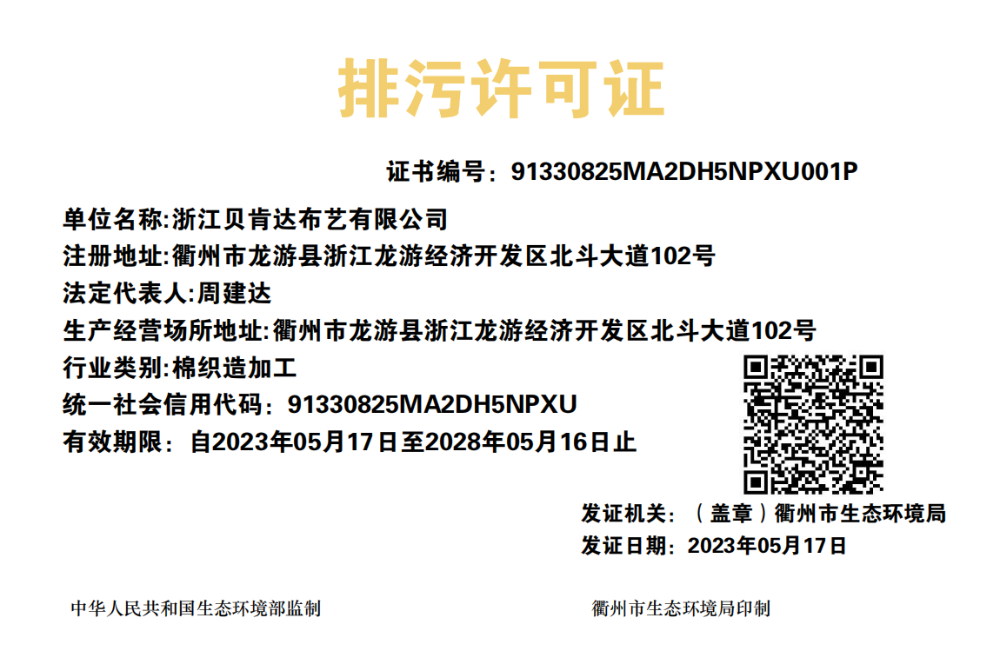 排污许可证
证书编号：91330825MA2DH5NPXU001P
单位名称:浙江贝肯达布艺有限公司
注册地址:衢州市龙游县浙江龙游经济开发区北斗大道102号
法定代表人:周建达
生产经营场所地址:衢州市龙游县浙江龙游经济开发区北斗大道102号
行业类别:棉织造加工
统一社会信用代码：91330825MA2DH5NPXU
有效期限：自2023年05月17日至2028年05月16日止
发证机关：（盖章）衢州市生态环境局
发证日期：2023年05月17日
中华人民共和国生态环境部监制
衢州市生态环境局印制